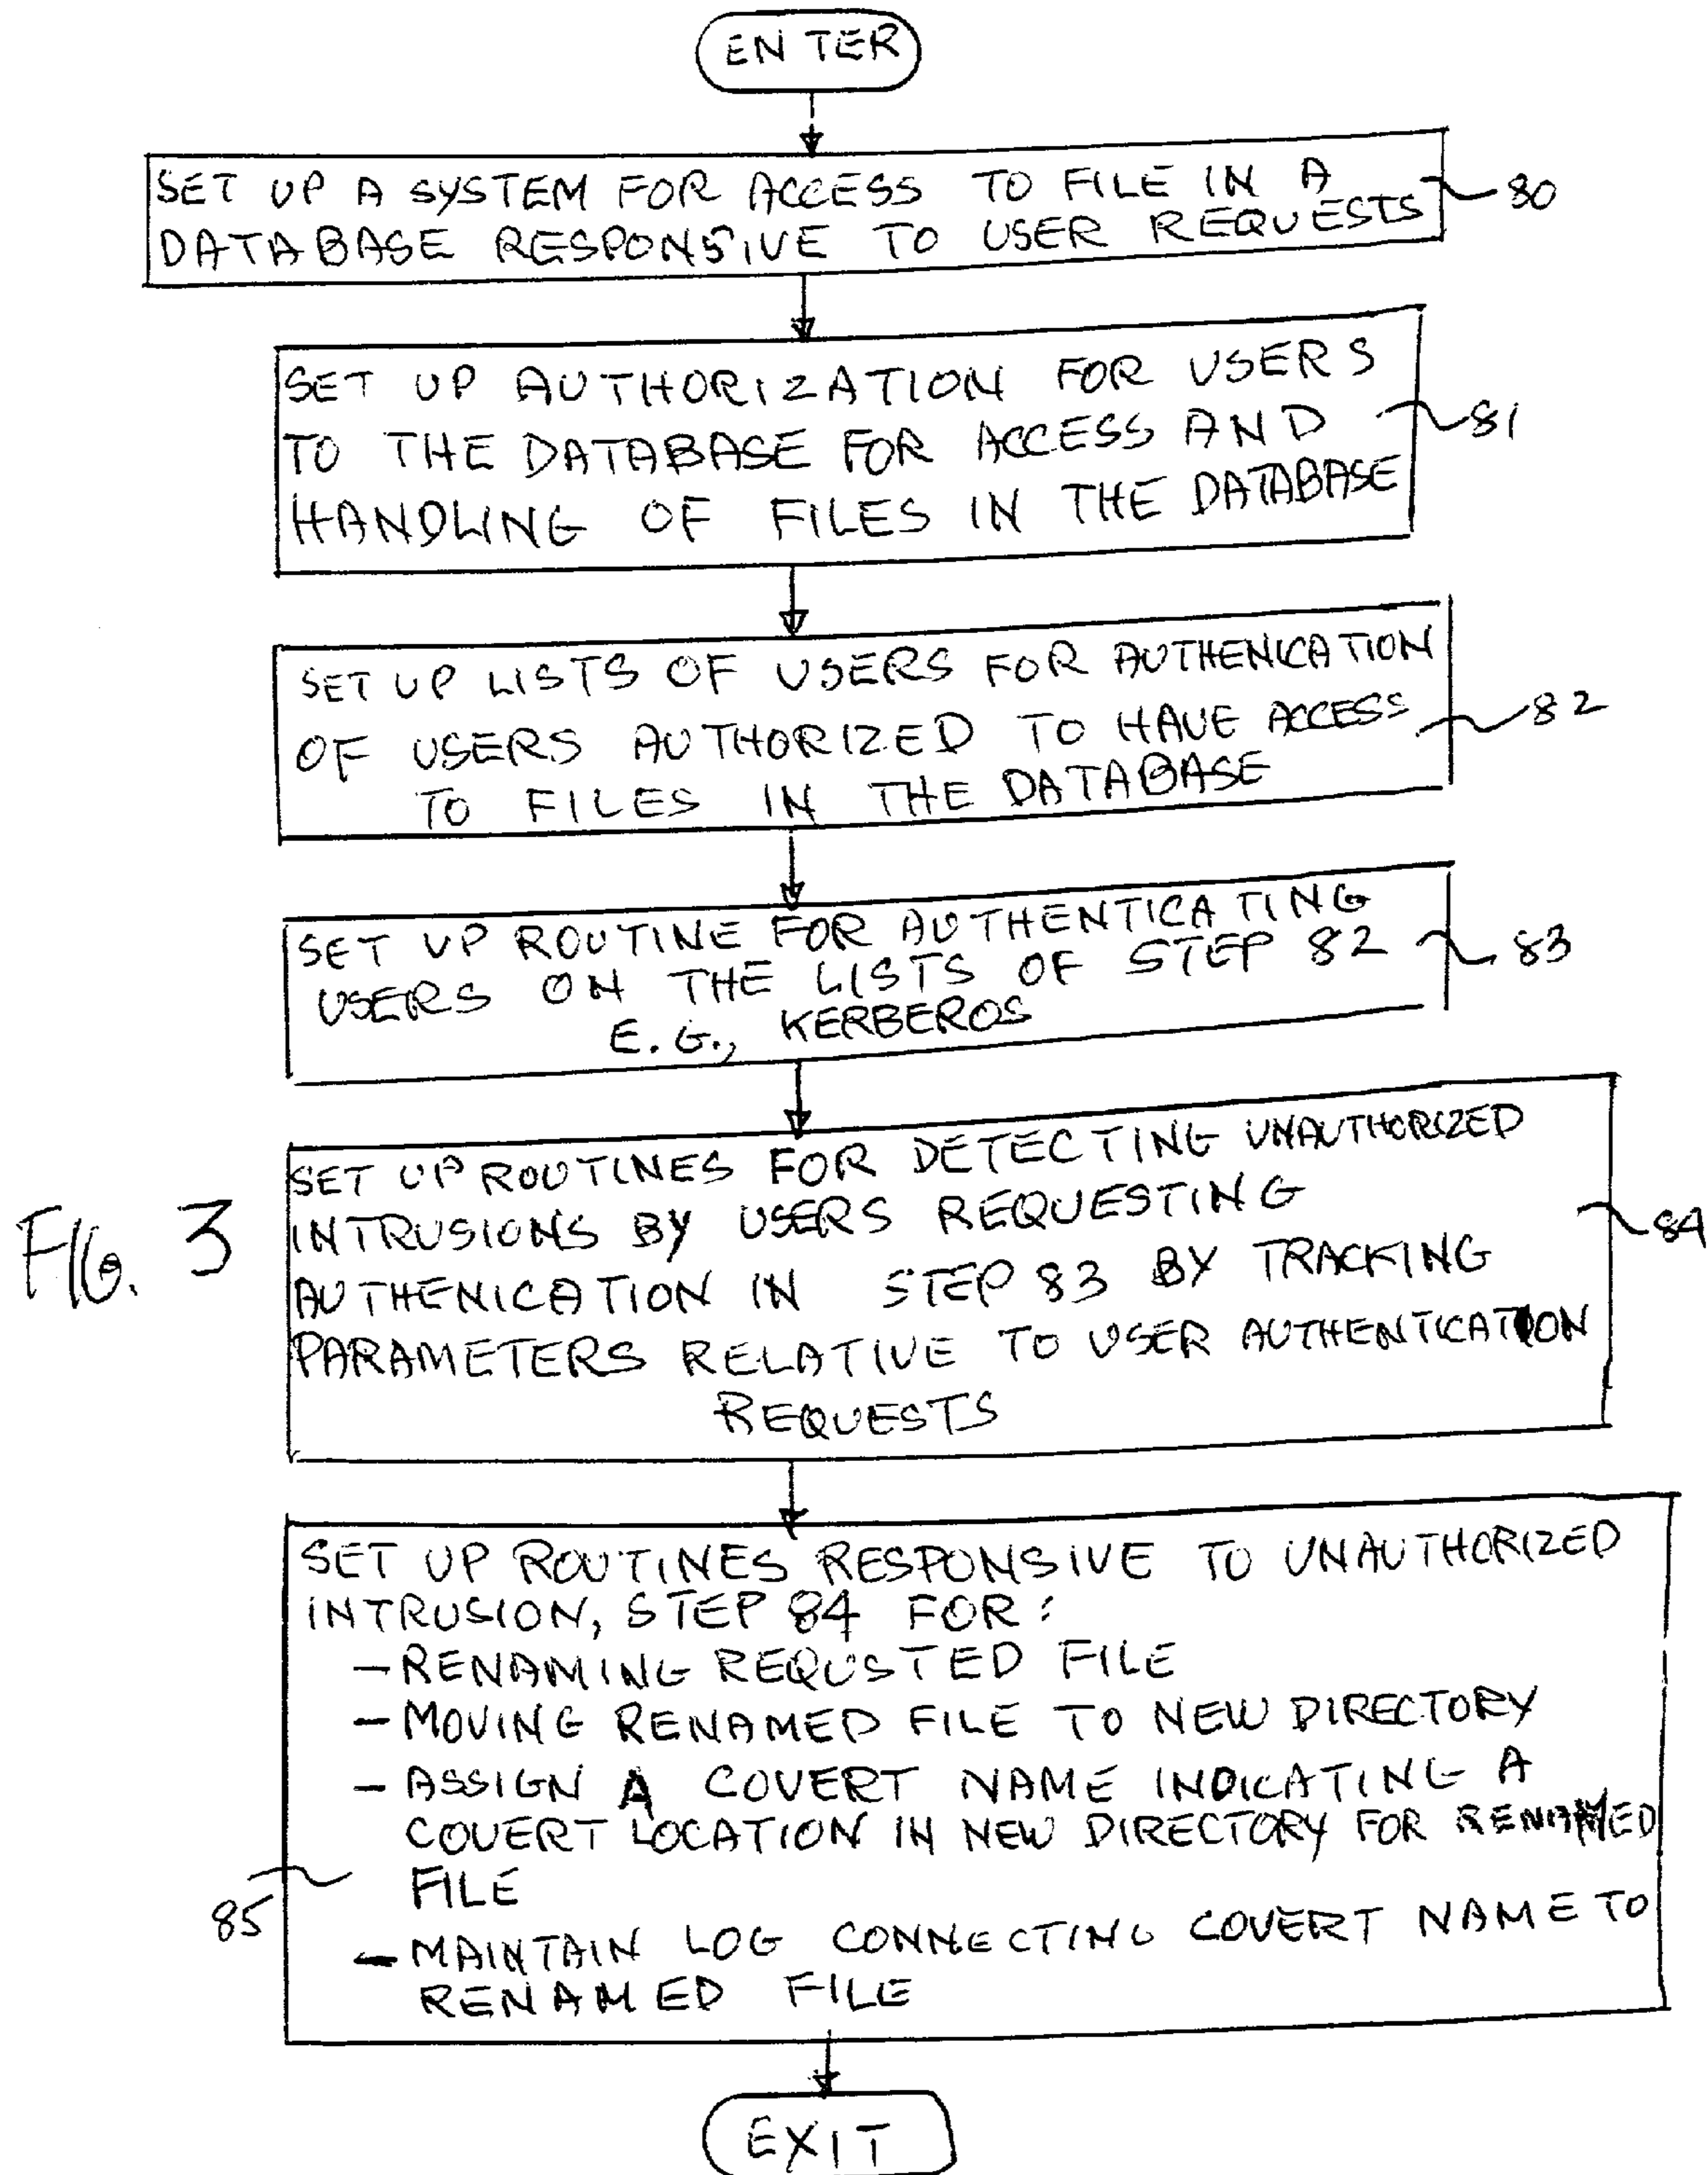 ENTER
SET UP A SYSTEM FOR ACCESS TO FILE IN A
DATABASE RESPONSIVE TO USER REQUESTS
80
SET UP AUTHORIZATION FOR USERS
TO THE DATABASE FOR ACCESS AND
HANDLING OF FILES IN THE DATABASE
81
SET UP LISTS OF USERS FOR AUTHENICATION
OF USERS AUTHORIZED TO HAVE ACCESS
TO FILES IN THE DATABASE
82
SET UP ROUTINE FOR AUTHENTICATING
USERS ON THE LISTS OF STEP 82
E.G., KERBEROS
83
SET UP ROUTINES FOR DETECTING UNAUTHORIZED
INTRUSIONS BY USERS REQUESTING
AUTHENICATION IN STEP 83 BY TRACKING
PARAMETERS RELATIVE TO USER AUTHENTICATION
REQUESTS
84
FIG. 3
SET UP ROUTINES RESPONSIVE TO UNAUTHORIZED
INTRUSION, STEP 84 FOR:
– RENAMING REQUSTED FILE
– MOVING RENAMED FILE TO NEW DIRECTORY
– ASSIGN A COVERT NAME INDICATING A
COVERT LOCATION IN NEW DIRECTORY FOR RENAMED
FILE
– MAINTAIN LOG CONNECTING COVERT NAME TO
RENAMED FILE
85
EXIT